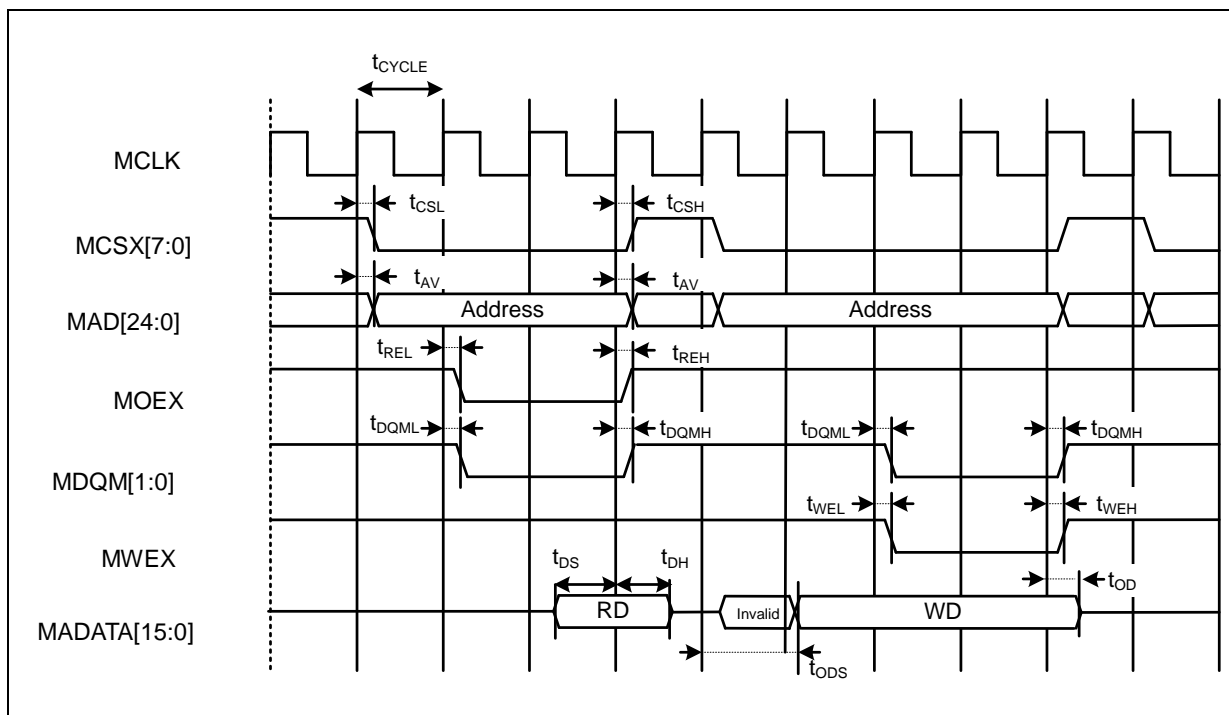 tCYCLE
MCLK
tCSL tCSH
MCSX[7:0]
tAV tAV
MAD[24:0] Address Address
tREL tREH
MOEX
tDQML tDQMH tDQML tDQMH
MDQM[1:0]
tWEL tWEH
MWEX
tDS tDH tOD
MADATA[15:0] RD Invalid WD
tODS